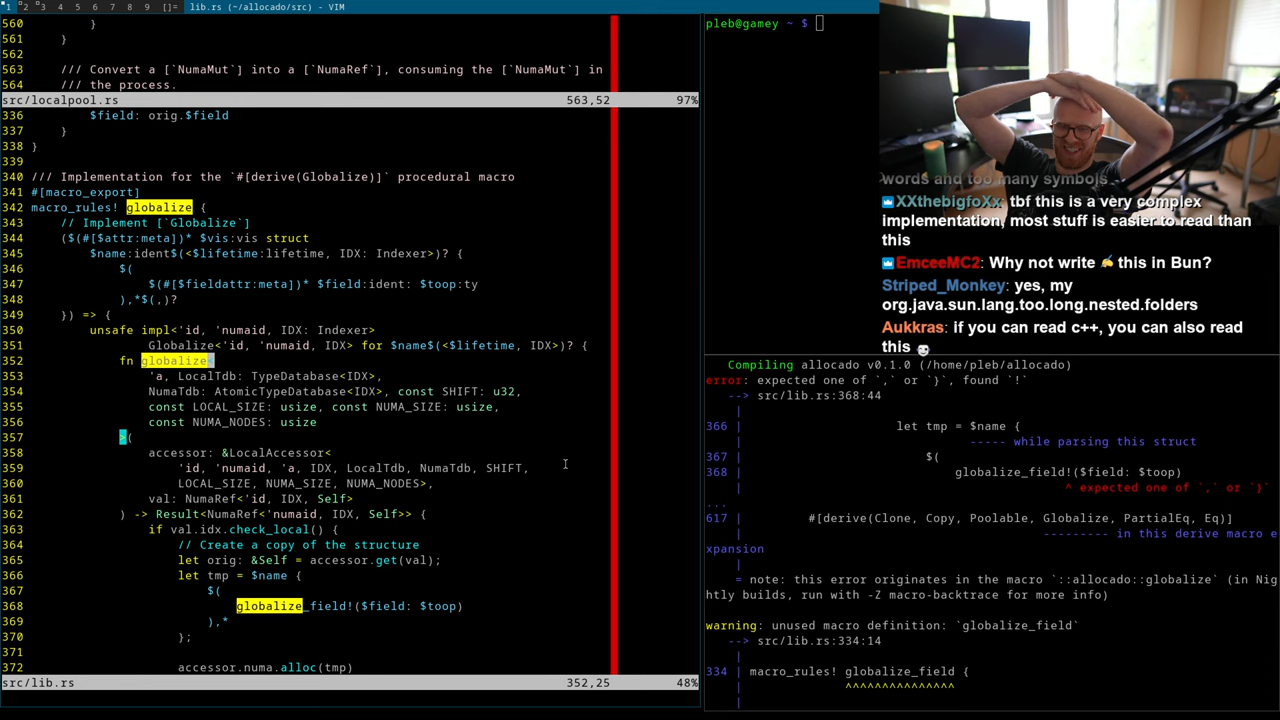 1 2 3 4 5 6 7 8 9 []= lib.rs (~/allocado/src) - VIM
560         }
561     }
562
563     /// Convert a [`NumaMut`] into a [`NumaRef`], consuming the [`NumaMut`] in
564     /// the process.
src/localpool.rs 563,52 97%
336         $field: orig.$field
337     }
338 }
339
340 /// Implementation for the `#[derive(Globalize)]` procedural macro
341 #[macro_export]
342 macro_rules! globalize {
343     // Implement [`Globalize`]
344     ($(#[$attr:meta])* $vis:vis struct
345         $name:ident$(<$lifetime:lifetime, IDX: Indexer>)? {
346             $(
347                 $(#[$fieldattr:meta])* $field:ident: $toop:ty
348             ),*$(,)?
349     }) => {
350         unsafe impl<'id, 'numaid, IDX: Indexer>
351                 Globalize<'id, 'numaid, IDX> for $name$(<$lifetime, IDX>)? {
352             fn globalize<
353                 'a, LocalTdb: TypeDatabase<IDX>,
354                 NumaTdb: AtomicTypeDatabase<IDX>, const SHIFT: u32,
355                 const LOCAL_SIZE: usize, const NUMA_SIZE: usize,
356                 const NUMA_NODES: usize
357             >(
358                 accessor: &LocalAccessor<
359                     'id, 'numaid, 'a, IDX, LocalTdb, NumaTdb, SHIFT,
360                     LOCAL_SIZE, NUMA_SIZE, NUMA_NODES>,
361                 val: NumaRef<'id, IDX, Self>
362             ) -> Result<NumaRef<'numaid, IDX, Self>> {
363                 if val.idx.check_local() {
364                     // Create a copy of the structure
365                     let orig: &Self = accessor.get(val);
366                     let tmp = $name {
367                         $(
368                             globalize_field!($field: $toop)
369                         ),*
370                     };
371
372                     accessor.numa.alloc(tmp)
src/lib.rs 352,25 48%
pleb@gamey ~ $
words and too many symbols
XXthebigfoXx: tbf this is a very complex
implementation, most stuff is easier to read than
this
EmceeMC2: Why not write ✍ this in Bun?
Striped_Monkey: yes, my
org.java.sun.lang.too.long.nested.folders
Aukkras: if you can read c++, you can also read
this
Compiling allocado v0.1.0 (/home/pleb/allocado)
error: expected one of `,` or `}`, found `!`
--> src/lib.rs:368:44
|
366 |                     let tmp = $name {
|                               ----- while parsing this struct
367 |                         $(
368 |                             globalize_field!($field: $toop)
|                                            ^ expected one of `,` or `}`
...
617 |         #[derive(Clone, Copy, Poolable, Globalize, PartialEq, Eq)]
|                                         --------- in this derive macro e
xpansion
|
= note: this error originates in the macro `::allocado::globalize` (in Nig
htly builds, run with -Z macro-backtrace for more info)
warning: unused macro definition: `globalize_field`
--> src/lib.rs:334:14
|
334 | macro_rules! globalize_field {
|              ^^^^^^^^^^^^^^^
|